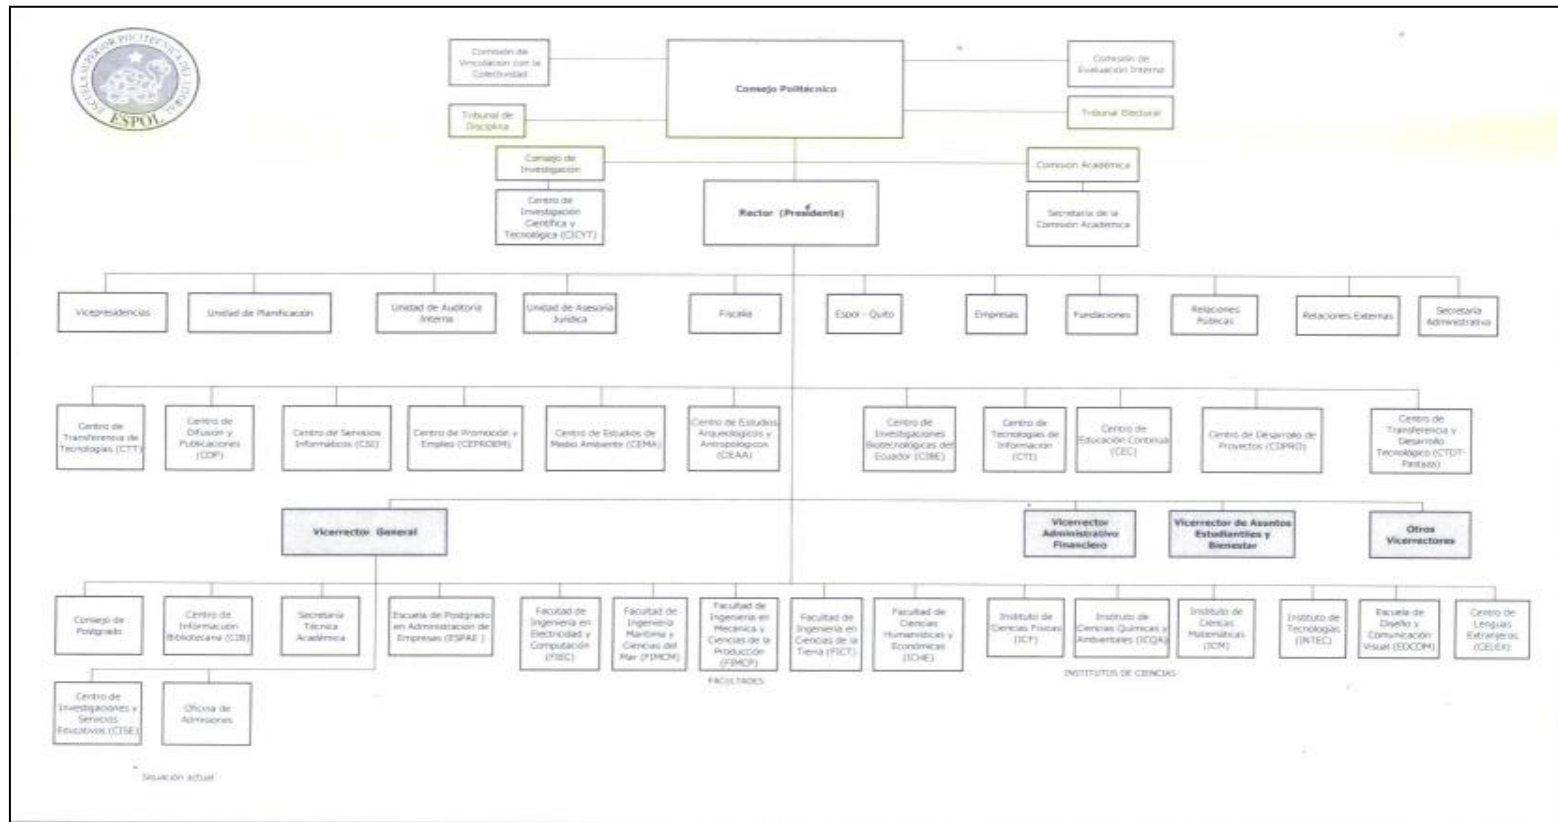 ESCUELA SUPERIOR POLITECNICA DEL LITORAL
ESPOL
Comisión de
Vinculación con la
Colectividad
Consejo Politécnico
Comisión de
Evaluación Interna
Tribunal de
Disciplina
Tribunal Electoral
Consejo de
Investigación
Comisión Académica
Centro de
Investigación
Científica y
Tecnológica (CICYT)
Rector (Presidente)
Secretaría de la
Comisión Académica
Vicepresidencias
Unidad de Planificación
Unidad de Auditoría
Interna
Unidad de Asesoría
Jurídica
Fiscalía
Espol - Quito
Empresas
Fundaciones
Relaciones
Públicas
Relaciones Externas
Secretaría
Administrativa
Centro de
Transferencia de
Tecnologías (CTT)
Centro de
Difusión y
Publicaciones
(CDP)
Centro de Servicios
Informáticos (CSI)
Centro de Promoción y
Empleo (CEPROEM)
Centro de Estudios de
Medio Ambiente (CEMA)
Centro de Estudios
Arqueológicos y
Antropológicos
(CEAA)
Centro de
Investigaciones
Biotecnológicas del
Ecuador (CIBE)
Centro de
Tecnologías de
Información
(CTI)
Centro de
Educación Continua
(CEC)
Centro de Desarrollo de
Proyectos (CDPRO)
Centro de
Transferencia y
Desarrollo
Tecnológico (CTDT-
Pastaza)
Vicerrector General
Vicerrector
Administrativo
Financiero
Vicerrector de Asuntos
Estudiantiles y
Bienestar
Otros
Vicerrectores
Consejo de
Postgrado
Centro de
Información
Bibliotecaria (CIB)
Secretaría
Técnica
Académica
Escuela de Postgrado
en Administración de
Empresas (ESPAE )
Facultad de
Ingeniería en
Electricidad y
Computación
(FIEC)
Facultad de
Ingeniería
Marítima y
Ciencias del
Mar (FIMCM)
Facultad de
Ingeniería en
Mecánica y
Ciencias de la
Producción
(FIMCP)
Facultad de
Ingeniería en
Ciencias de la
Tierra (FICT)
Facultad de
Ciencias
Humanísticas y
Económicas
(ICHE)
Instituto de
Ciencias Físicas
(ICF)
Instituto de
Ciencias Químicas y
Ambientales (ICQA)
Instituto de
Ciencias
Matemáticas
(ICM)
Instituto de
Tecnologías
(INTEC)
Escuela de
Diseño y
Comunicación
Visual (EDCOM)
Centro de
Lenguas
Extranjeras
(CELEX)
FACULTADES
INSTITUTOS DE CIENCIAS
Centro de
Investigaciones y
Servicios
Educativos (CISE)
Oficina de
Admisiones
Situación actual